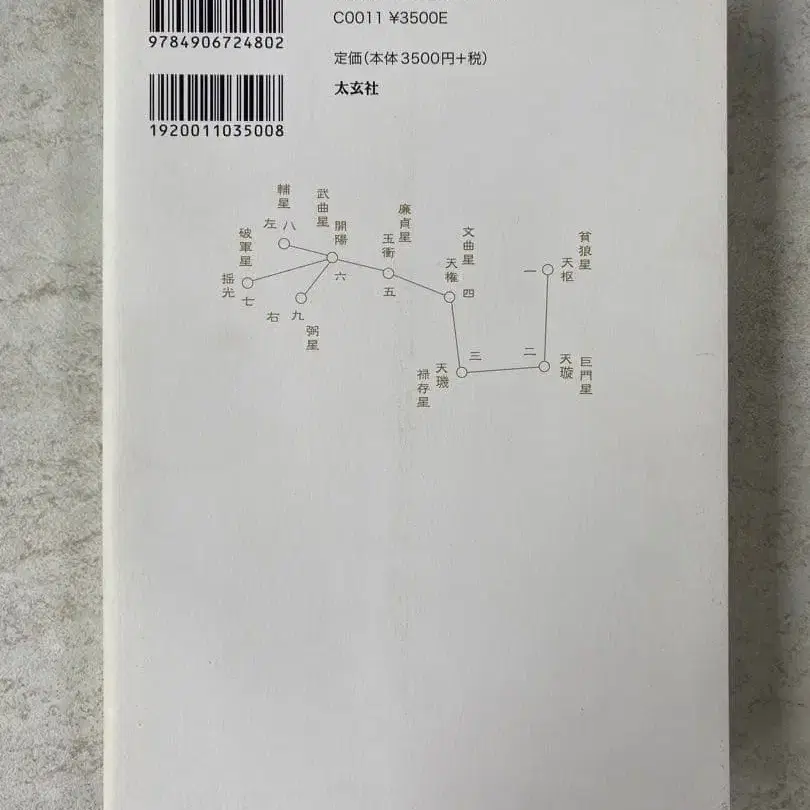 9784906724802
C0011 ¥3500E
定価(本体3500円+税)
1920011035008
太玄社
輔星
左 八
武曲星
開陽
六
廉貞星
玉衝
五
文曲星
天権
四
貧狼星
天枢
一
破軍星
揺光
七
右 九
弼星
三
天璣
禄存星
二
天璇
巨門星